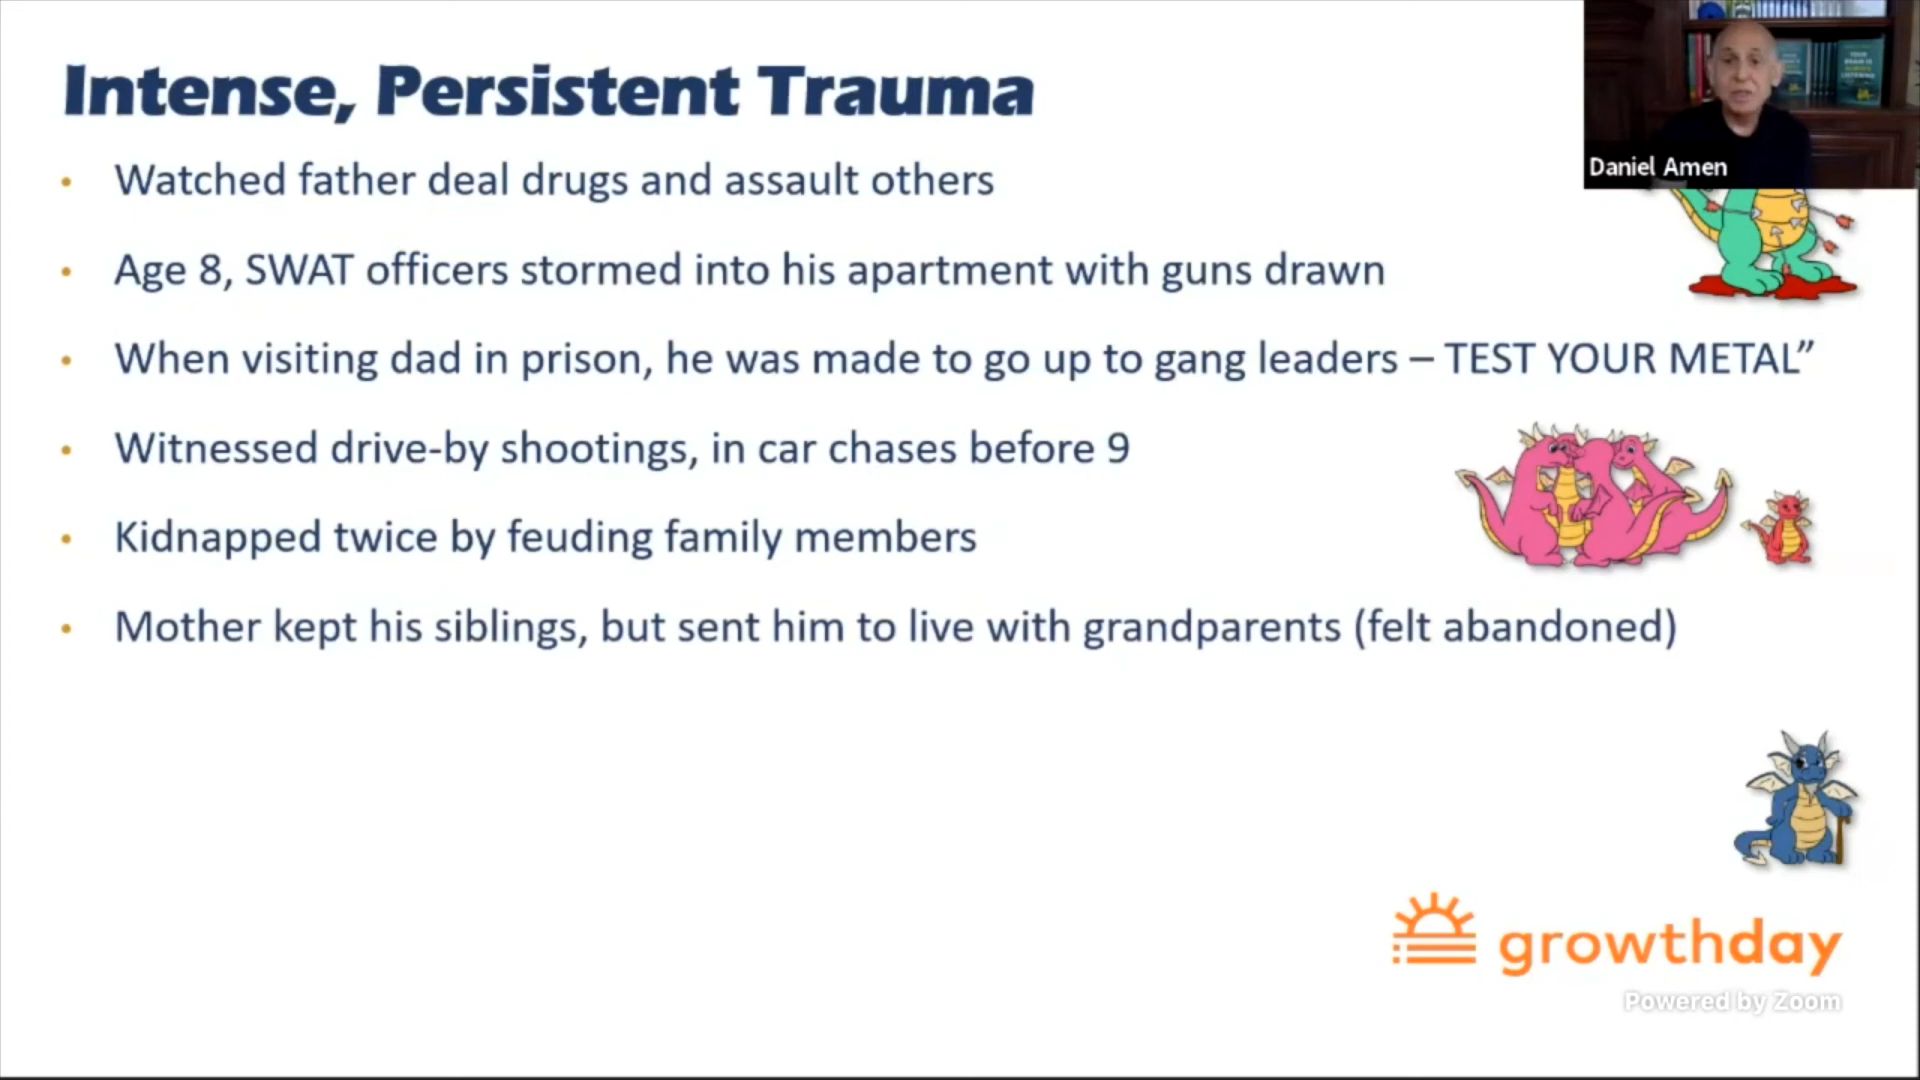 Intense, Persistent Trauma
• Watched father deal drugs and assault others
• Age 8, SWAT officers stormed into his apartment with guns drawn
• When visiting dad in prison, he was made to go up to gang leaders – TEST YOUR METAL”
• Witnessed drive-by shootings, in car chases before 9
• Kidnapped twice by feuding family members
• Mother kept his siblings, but sent him to live with grandparents (felt abandoned)
Daniel Amen
growthday
Powered by Zoom